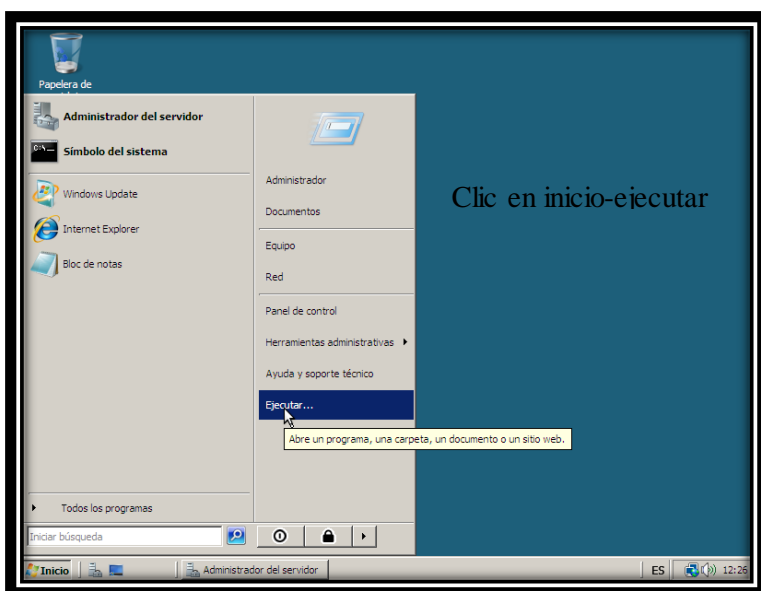 Papelera de
Administrador del servidor
Símbolo del sistema
Windows Update
Internet Explorer
Bloc de notas
Todos los programas
Iniciar búsqueda
Administrador
Documentos
Equipo
Red
Panel de control
Herramientas administrativas
Ayuda y soporte técnico
Ejecutar...
Abre un programa, una carpeta, un documento o un sitio web.
Clic en inicio-ejecutar
Inicio
Administrador del servidor
ES
12:26